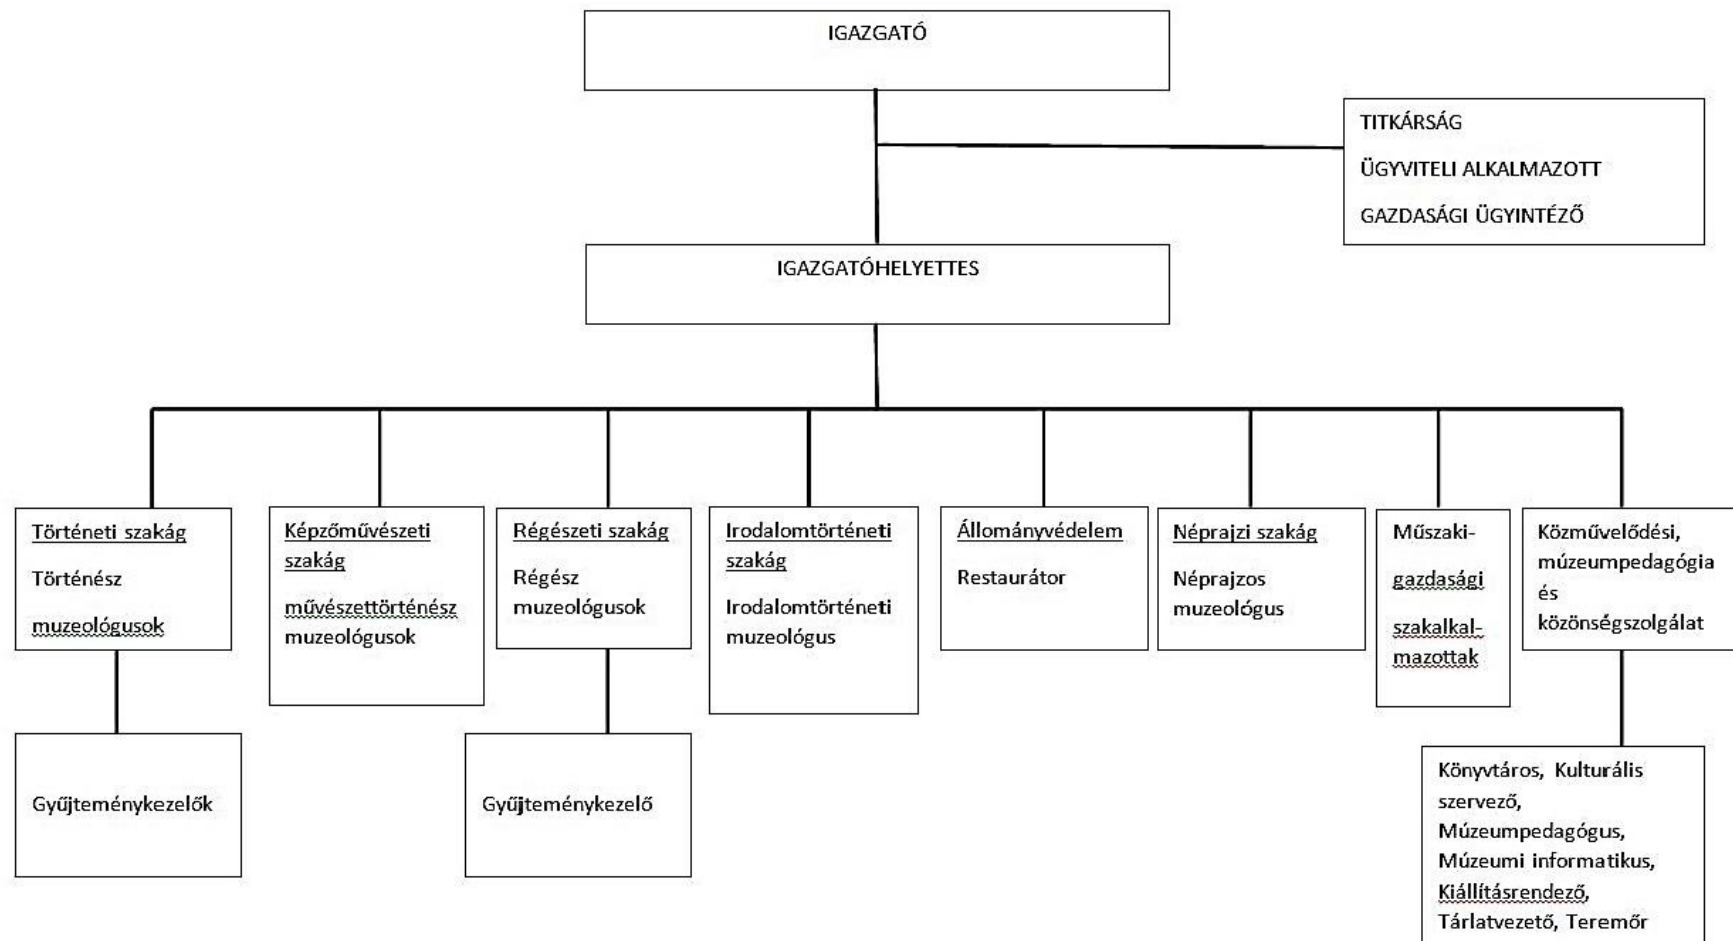 IGAZGATÓ
TITKÁRSÁG
ÜGYVITELI ALKALMAZOTT
GAZDASÁGI ÜGYINTÉZŐ
IGAZGATÓHELYETTES
Történeti szakág
Történész
muzeológusok
Képzőművészeti
szakág
művészettörténész
muzeológusok
Régészeti szakág
Régész
muzeológusok
Irodalomtörténeti
szakág
Irodalomtörténeti
muzeológus
Állományvédelem
Restaurátor
Néprajzi szakág
Néprajzos
muzeológus
Műszaki-
gazdasági
szakalkal-
mazottak
Közművelődési,
múzeumpedagógia
és
közönségszolgálat
Gyűjteménykezelők
Gyűjteménykezelő
Könyvtáros, Kulturális
szervező,
Múzeumpedagógus,
Múzeumi informatikus,
Kiállításrendező,
Tárlatvezető, Teremőr